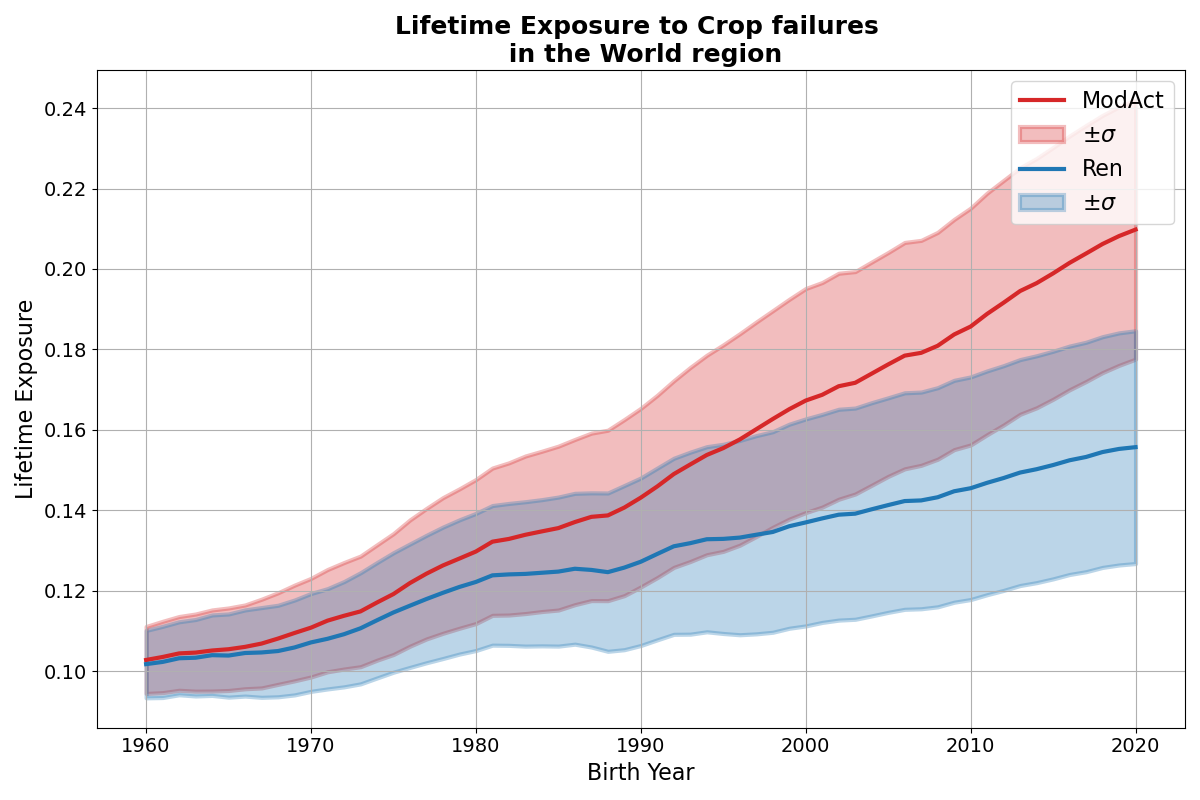 Lifetime Exposure to Crop failures
in the World region
ModAct
±σ
Ren
±σ
Lifetime Exposure
0.24
0.22
0.20
0.18
0.16
0.14
0.12
0.10
1960 1970 1980 1990 2000 2010 2020
Birth Year